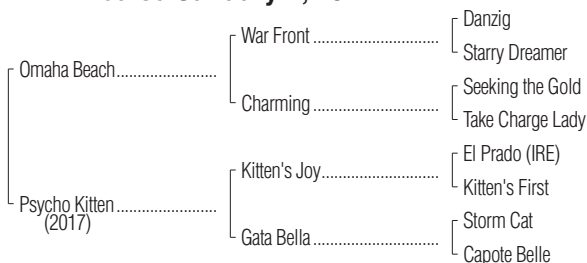 Danzig
War Front
Starry Dreamer
Omaha Beach
Seeking the Gold
Charming
Take Charge Lady
El Prado (IRE)
Kitten's Joy
Kitten's First
Psycho Kitten
(2017)
Storm Cat
Gata Bella
Capote Belle